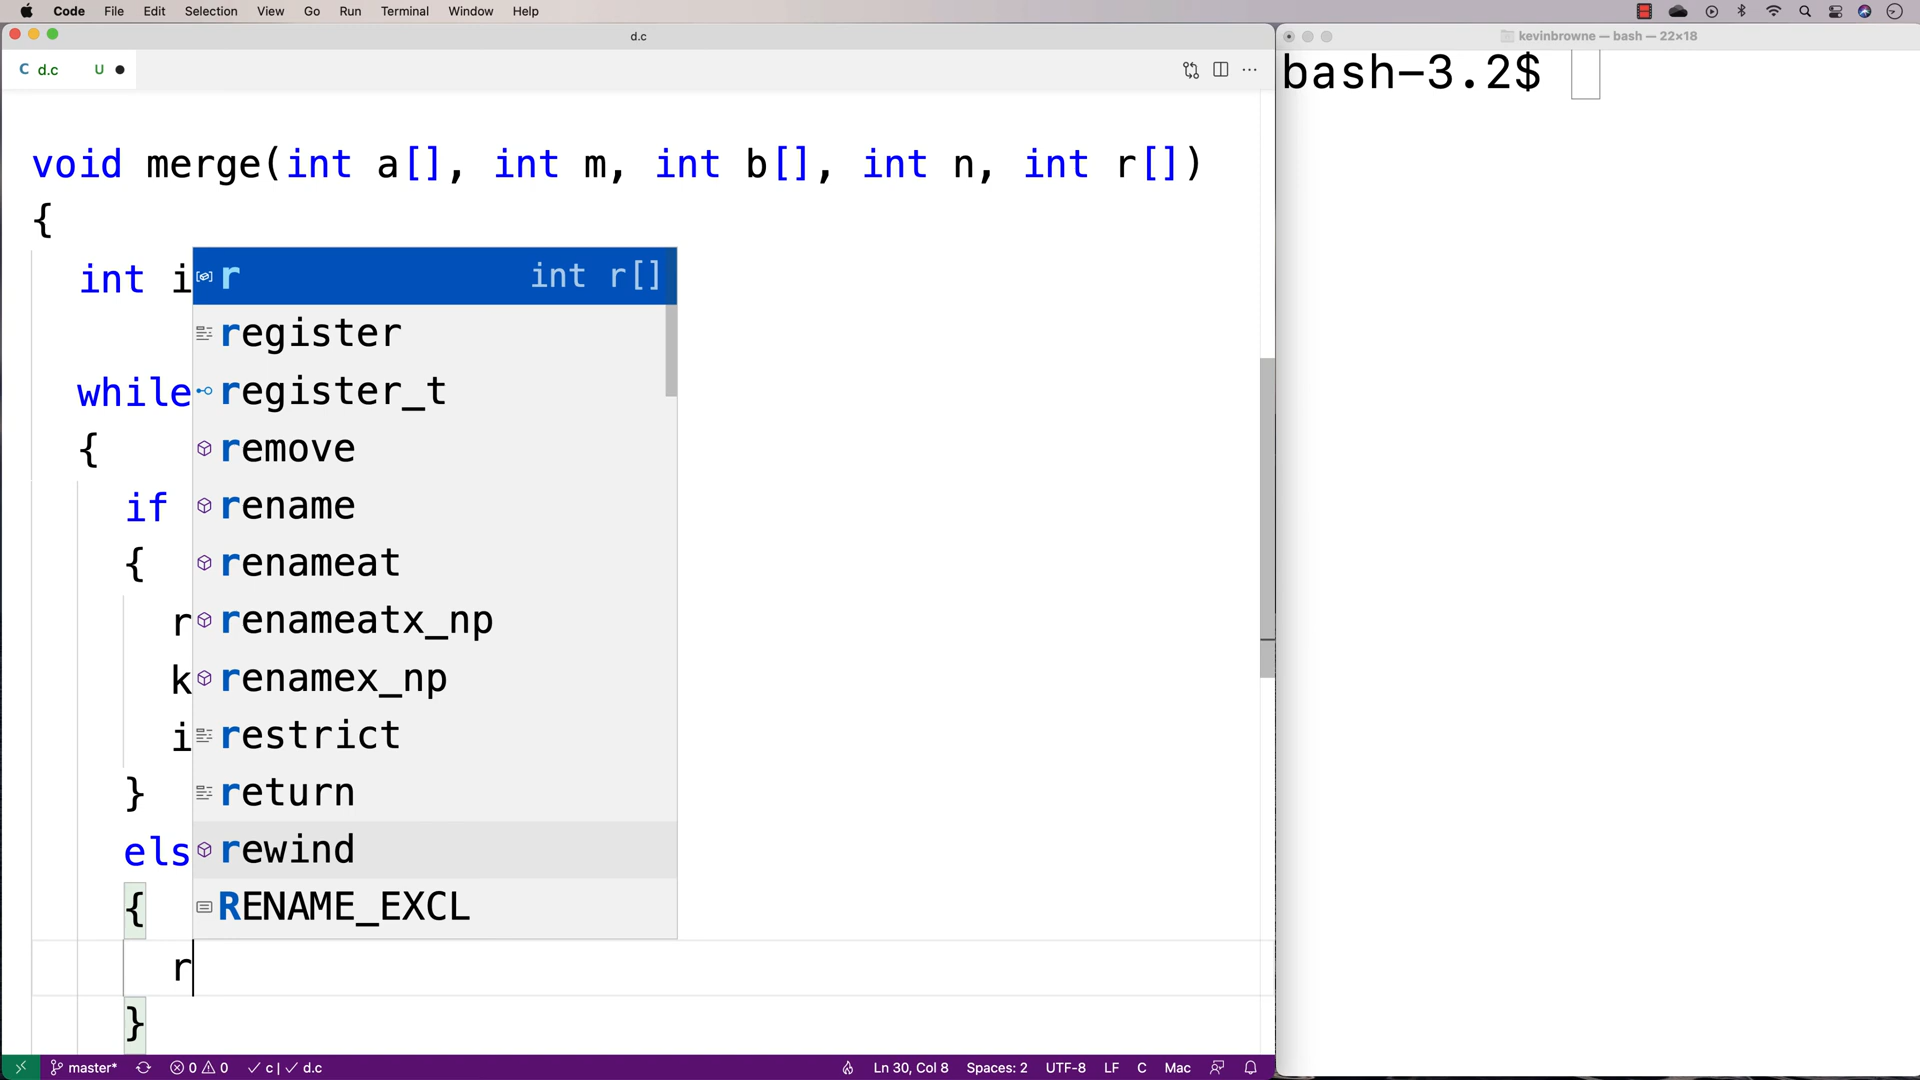 Code File Edit Selection View Go Run Terminal Window Help
d.c
C d.c U
void merge(int a[], int m, int b[], int n, int r[])
{
int i
r int r[]
register
while
register_t
{
remove
if
rename
{
renameat
r
renameatx_np
k
renamex_np
i
restrict
}
return
els
rewind
{
RENAME_EXCL
r
}
master* 0 0 c | d.c Ln 30, Col 8 Spaces: 2 UTF-8 LF C Mac
kevinbrowne — bash — 22×18
bash-3.2$